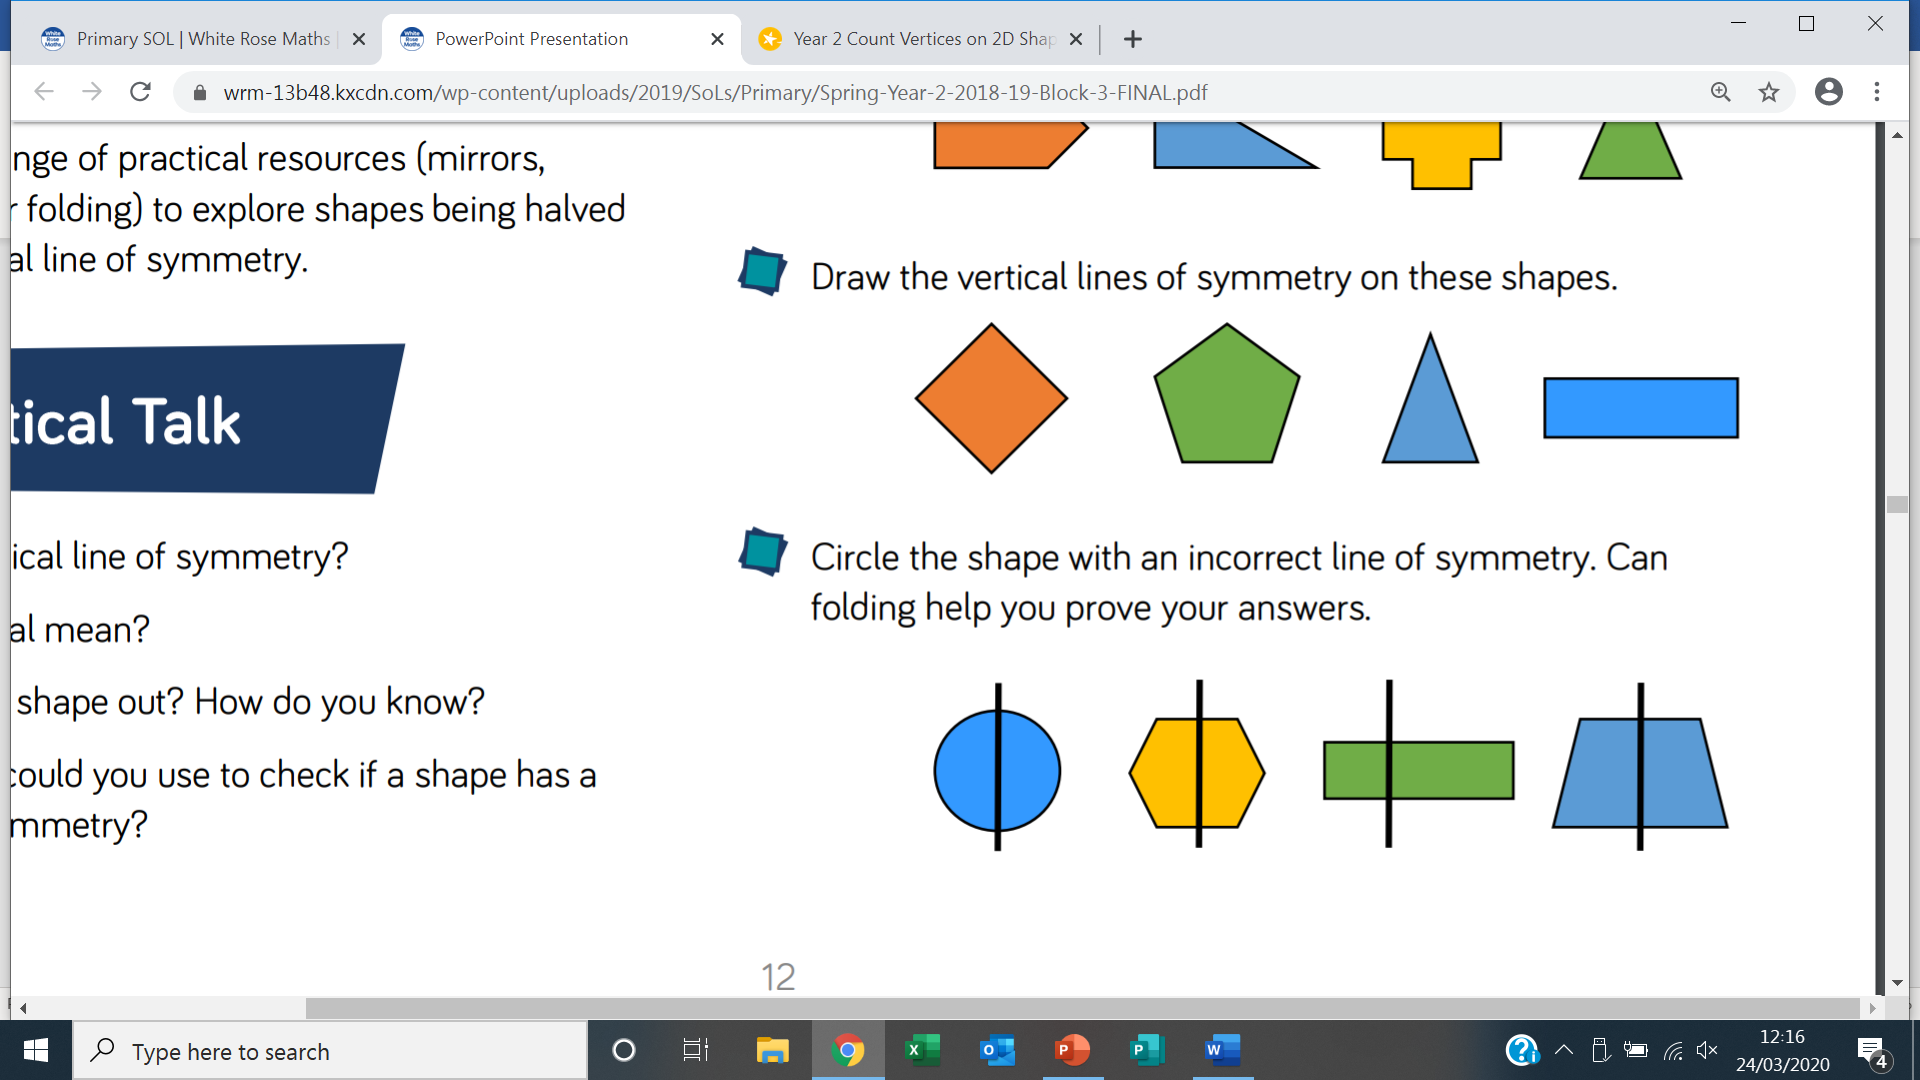 Primary SOL | White Rose Maths |
PowerPoint Presentation
Year 2 Count Vertices on 2D Shap
wrm-13b48.kxcdn.com/wp-content/uploads/2019/SoLs/Primary/Spring-Year-2-2018-19-Block-3-FINAL.pdf
nge of practical resources (mirrors,
r folding) to explore shapes being halved
al line of symmetry.
tical Talk
ical line of symmetry?
al mean?
shape out? How do you know?
could you use to check if a shape has a
mmetry?
Draw the vertical lines of symmetry on these shapes.
Circle the shape with an incorrect line of symmetry. Can
folding help you prove your answers.
12
Type here to search
12:16
24/03/2020
4